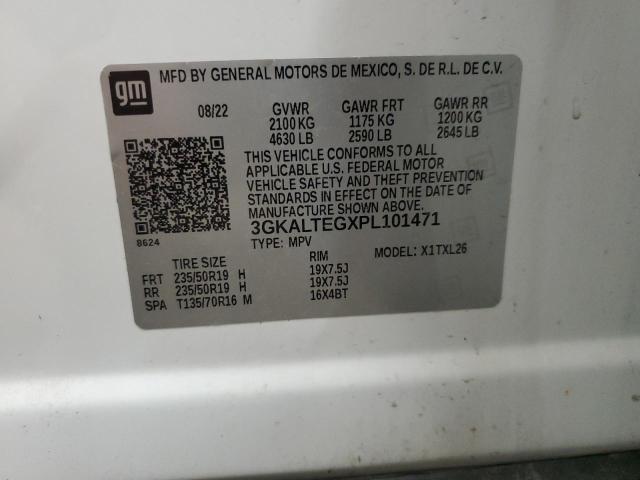 gm
MFD BY GENERAL MOTORS DE MEXICO, S. DE R.L. DE C.V.
08/22 GVWR GAWR FRT GAWR RR
2100 KG 1175 KG 1200 KG
4630 LB 2590 LB 2645 LB
THIS VEHICLE CONFORMS TO ALL
APPLICABLE U.S. FEDERAL MOTOR
VEHICLE SAFETY AND THEFT PREVENTION
STANDARDS IN EFFECT ON THE DATE OF
MANUFACTURE SHOWN ABOVE.
8624
3GKALTEGXPL101471
TYPE: MPV MODEL: X1TXL26
TIRE SIZE RIM
FRT 235/50R19 H 19X7.5J
RR 235/50R19 H 19X7.5J
SPA T135/70R16 M 16X4BT